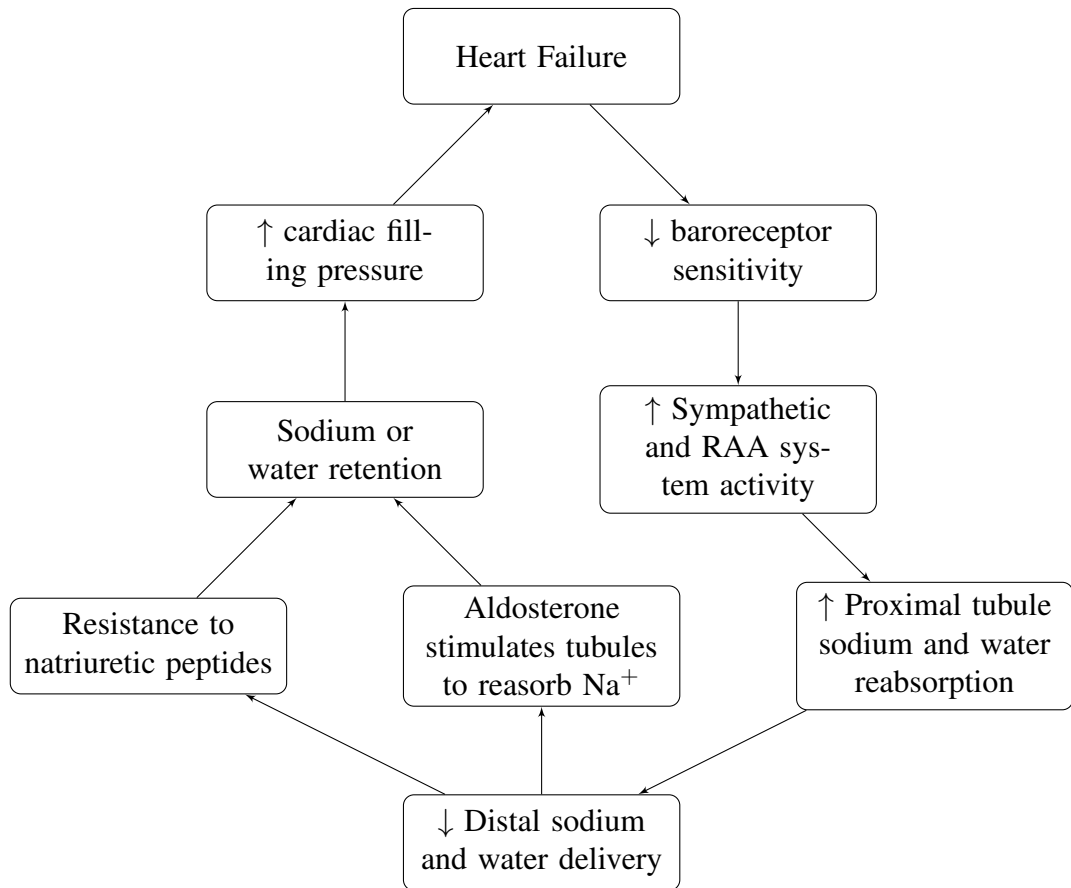 Heart Failure
↑ cardiac fill-
ing pressure
↓ baroreceptor
sensitivity
Sodium or
water retention
↑ Sympathetic
and RAA sys-
tem activity
Resistance to
natriuretic peptides
Aldosterone
stimulates tubules
to reasorb Na⁺
↑ Proximal tubule
sodium and water
reabsorption
↓ Distal sodium
and water delivery